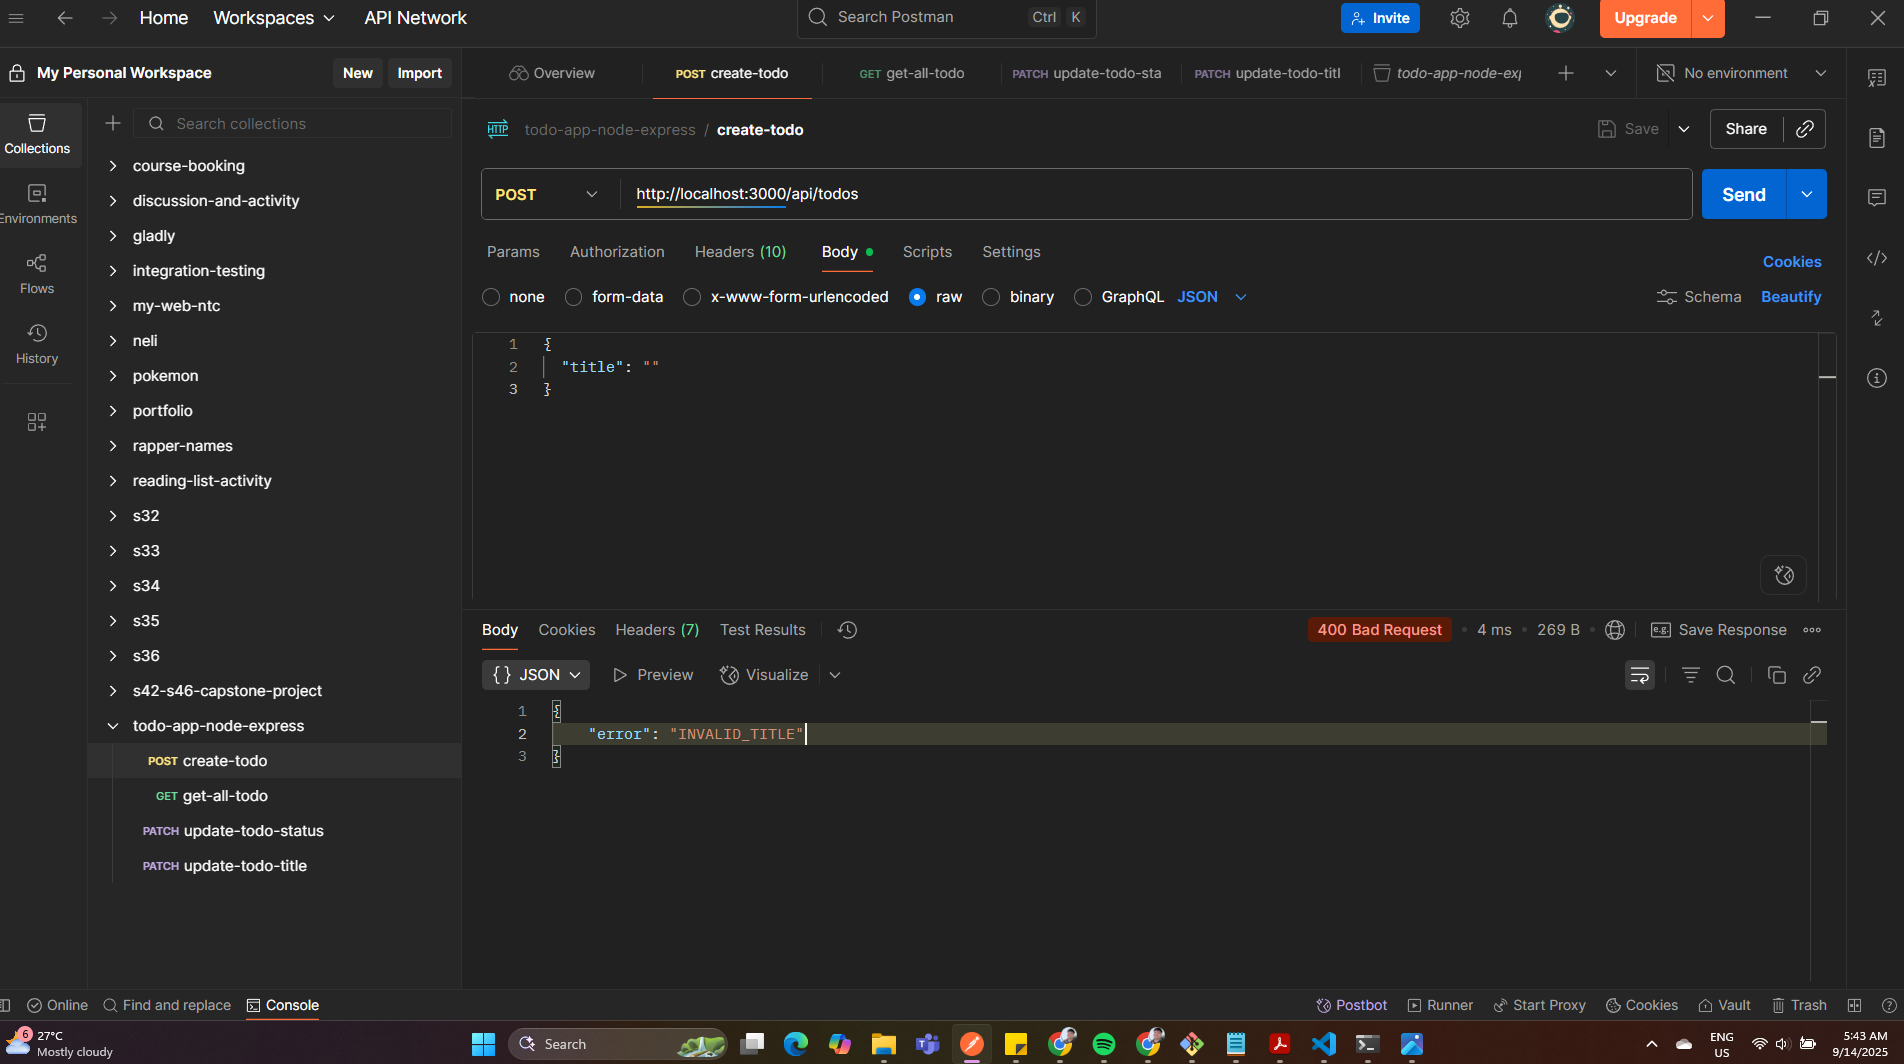 Home Workspaces API Network Search Postman Ctrl K Invite Upgrade
My Personal Workspace New Import Overview POST create-todo GET get-all-todo PATCH update-todo-sta PATCH update-todo-titl todo-app-node-exp No environment
Collections
Environments
Flows
History
Search collections
course-booking
discussion-and-activity
gladly
integration-testing
my-web-ntc
neli
pokemon
portfolio
rapper-names
reading-list-activity
s32
s33
s34
s35
s36
s42-s46-capstone-project
todo-app-node-express
POST create-todo
GET get-all-todo
PATCH update-todo-status
PATCH update-todo-title
HTTP todo-app-node-express / create-todo Save Share
POST http://localhost:3000/api/todos Send
Params Authorization Headers (10) Body Scripts Settings Cookies
none form-data x-www-form-urlencoded raw binary GraphQL JSON Schema Beautify
1 {
2 "title": ""
3 }
Body Cookies Headers (7) Test Results 400 Bad Request 4 ms 269 B e.g. Save Response
{} JSON Preview Visualize
1 {
2 "error": "INVALID_TITLE"
3 }
Online Find and replace Console Postbot Runner Start Proxy Cookies Vault Trash
6 27°C
Mostly cloudy
Search
ENG
US
5:43 AM
9/14/2025